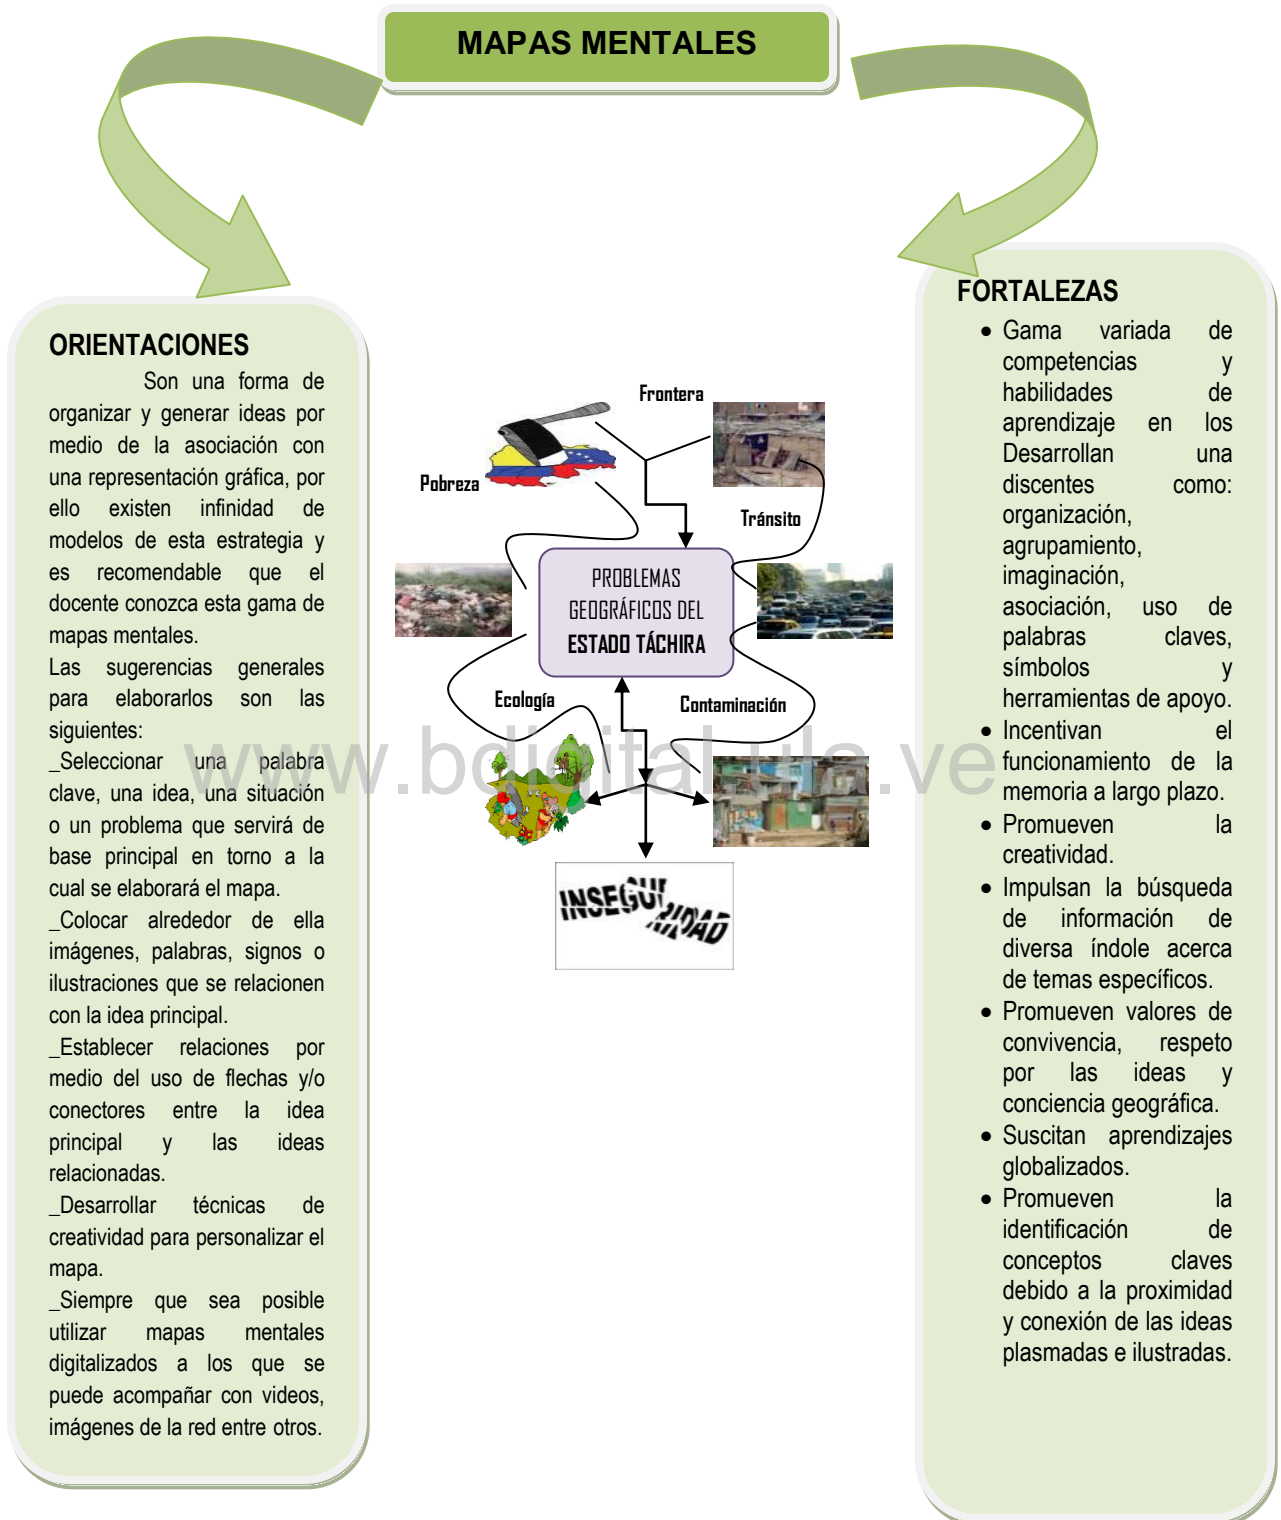 MAPAS MENTALES
ORIENTACIONES
Son una forma de
organizar y generar ideas por
medio de la asociación con
una representación gráfica, por
ello existen infinidad de
modelos de esta estrategia y
es recomendable que el
docente conozca esta gama de
mapas mentales.
Las sugerencias generales
para elaborarlos son las
siguientes:
_Seleccionar una palabra
clave, una idea, una situación
o un problema que servirá de
base principal en torno a la
cual se elaborará el mapa.
_Colocar alrededor de ella
imágenes, palabras, signos o
ilustraciones que se relacionen
con la idea principal.
_Establecer relaciones por
medio del uso de flechas y/o
conectores entre la idea
principal y las ideas
relacionadas.
_Desarrollar técnicas de
creatividad para personalizar el
mapa.
_Siempre que sea posible
utilizar mapas mentales
digitalizados a los que se
puede acompañar con videos,
imágenes de la red entre otros.
Frontera
Pobreza
Tránsito
PROBLEMAS
GEOGRÁFICOS DEL
ESTADO TÁCHIRA
Ecología
Contaminación
INSEGURIDAD
www.bdigital.ula.ve
FORTALEZAS
• Gama variada de
competencias y
habilidades de
aprendizaje en los
Desarrollan una
discentes como:
organización,
agrupamiento,
imaginación,
asociación, uso de
palabras claves,
símbolos y
herramientas de apoyo.
• Incentivan el
funcionamiento de la
memoria a largo plazo.
• Promueven la
creatividad.
• Impulsan la búsqueda
de información de
diversa índole acerca
de temas específicos.
• Promueven valores de
convivencia, respeto
por las ideas y
conciencia geográfica.
• Suscitan aprendizajes
globalizados.
• Promueven la
identificación de
conceptos claves
debido a la proximidad
y conexión de las ideas
plasmadas e ilustradas.